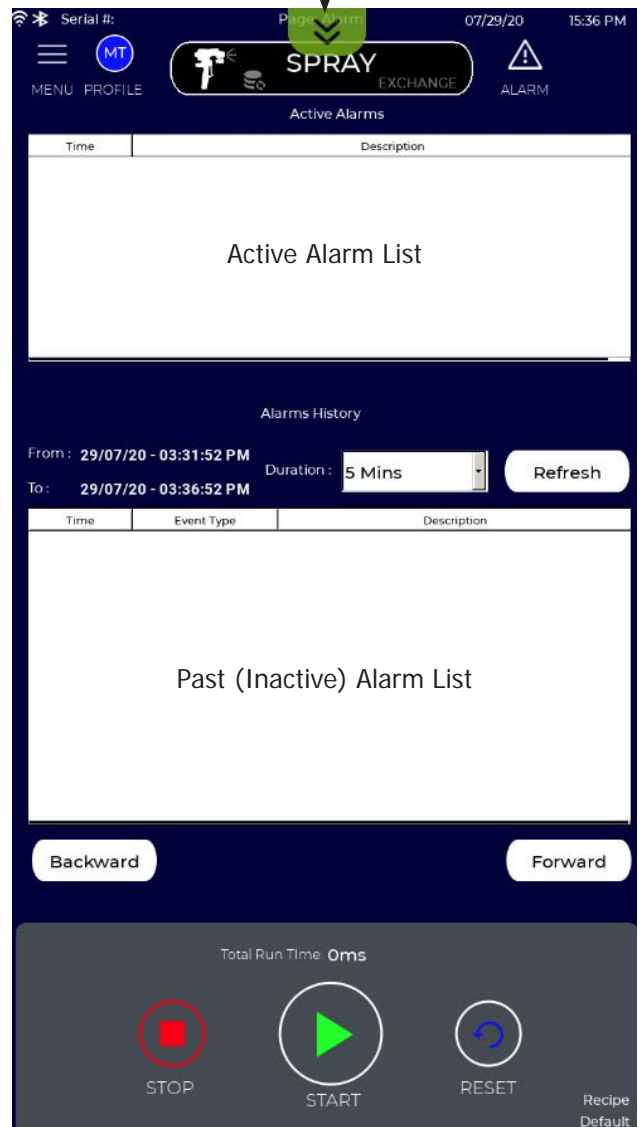 Serial #: Page: Alarm 07/29/20 15:36 PM
MT
SPRAY
EXCHANGE
MENU PROFILE ALARM
Active Alarms
Time Description
Active Alarm List
Alarms History
From: 29/07/20 - 03:31:52 PM
Duration: 5 Mins Refresh
To: 29/07/20 - 03:36:52 PM
Time Event Type Description
Past (Inactive) Alarm List
Backward Forward
Total Run TIme: 0ms
STOP START RESET
Recipe
Default